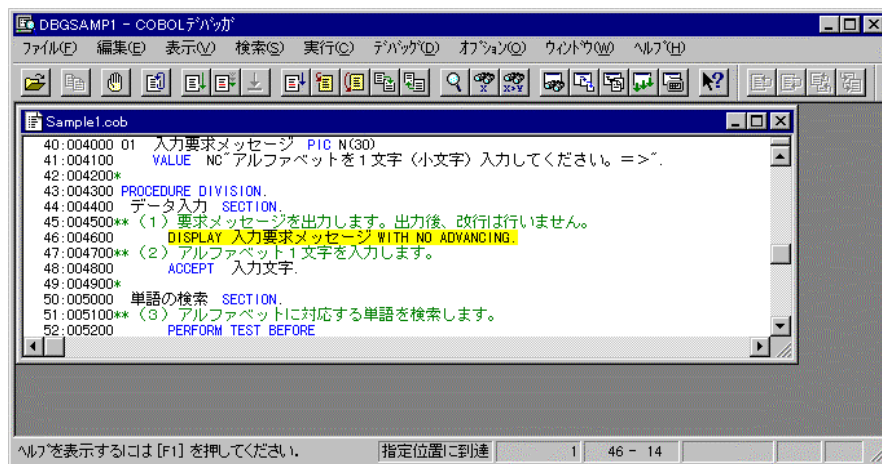 DBGSAMP1 - COBOLﾃﾞﾊﾞｯｶﾞ
ﾌｧｲﾙ(F) 編集(E) 表示(V) 検索(S) 実行(C) ﾃﾞﾊﾞｯｸﾞ(D) ｵﾌﾟｼｮﾝ(O) ｳｨﾝﾄﾞｳ(W) ﾍﾙﾌﾟ(H)
Sample1.cob
40:004000 01 入力要求メッセージ PIC N(30)
41:004100 VALUE NC"アルファベットを１文字（小文字）入力してください。＝＞".
42:004200*
43:004300 PROCEDURE DIVISION.
44:004400 データ入力 SECTION.
45:004500** （１）要求メッセージを出力します。出力後、改行は行いません。
46:004600 DISPLAY 入力要求メッセージ WITH NO ADVANCING.
47:004700** （２）アルファベット１文字を入力します。
48:004800 ACCEPT 入力文字.
49:004900*
50:005000 単語の検索 SECTION.
51:005100** （３）アルファベットに対応する単語を検索します。
52:005200 PERFORM TEST BEFORE
ﾍﾙﾌﾟを表示するには [F1] を押してください. 指定位置に到達 1 46 - 14